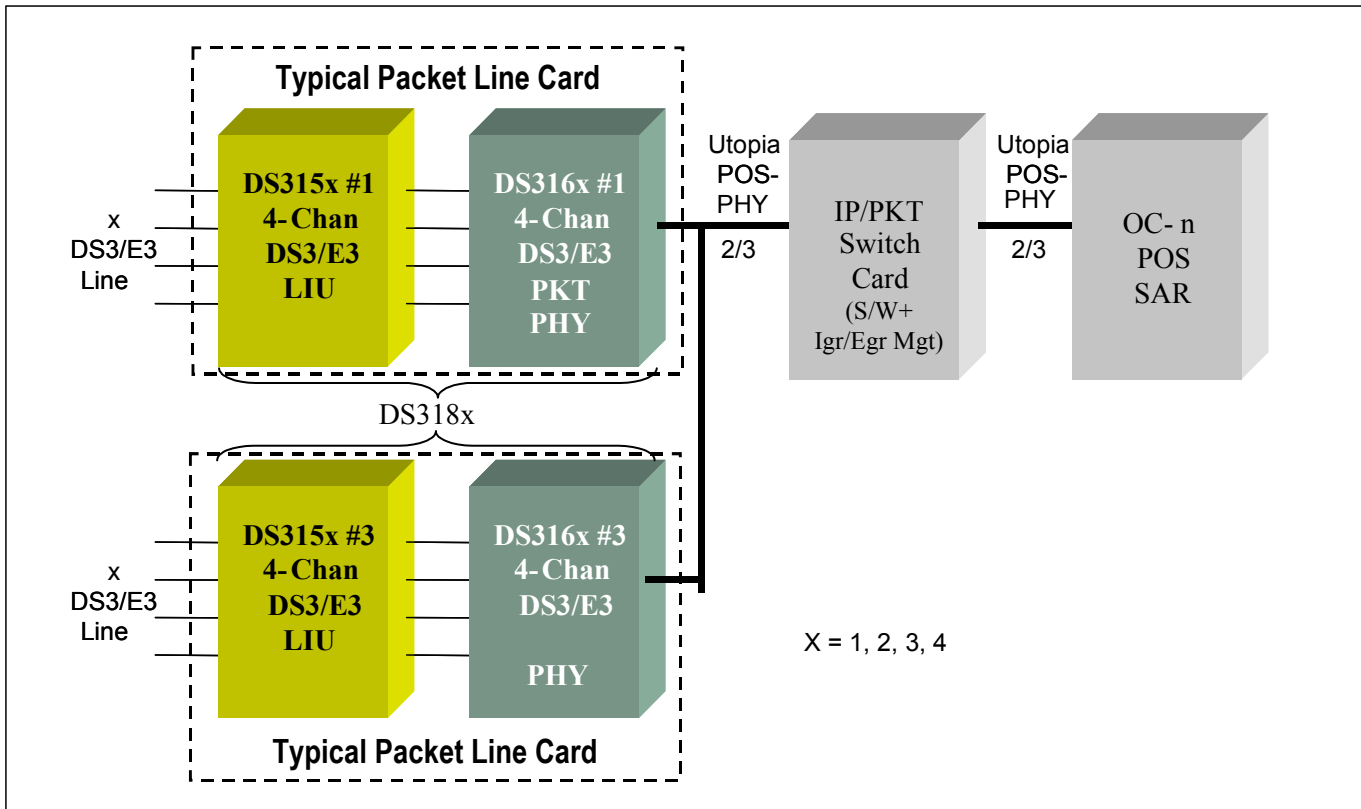 Typical Packet Line Card
x
DS3/E3
Line
DS315x #1
4-Chan
DS3/E3
LIU
DS316x #1
4-Chan
DS3/E3
PKT
PHY
Utopia
POS-
PHY
2/3
IP/PKT
Switch
Card
(S/W+
Igr/Egr Mgt)
Utopia
POS-
PHY
2/3
OC- n
POS
SAR
DS318x
x
DS3/E3
Line
DS315x #3
4-Chan
DS3/E3
LIU
DS316x #3
4-Chan
DS3/E3
PHY
X = 1, 2, 3, 4
Typical Packet Line Card